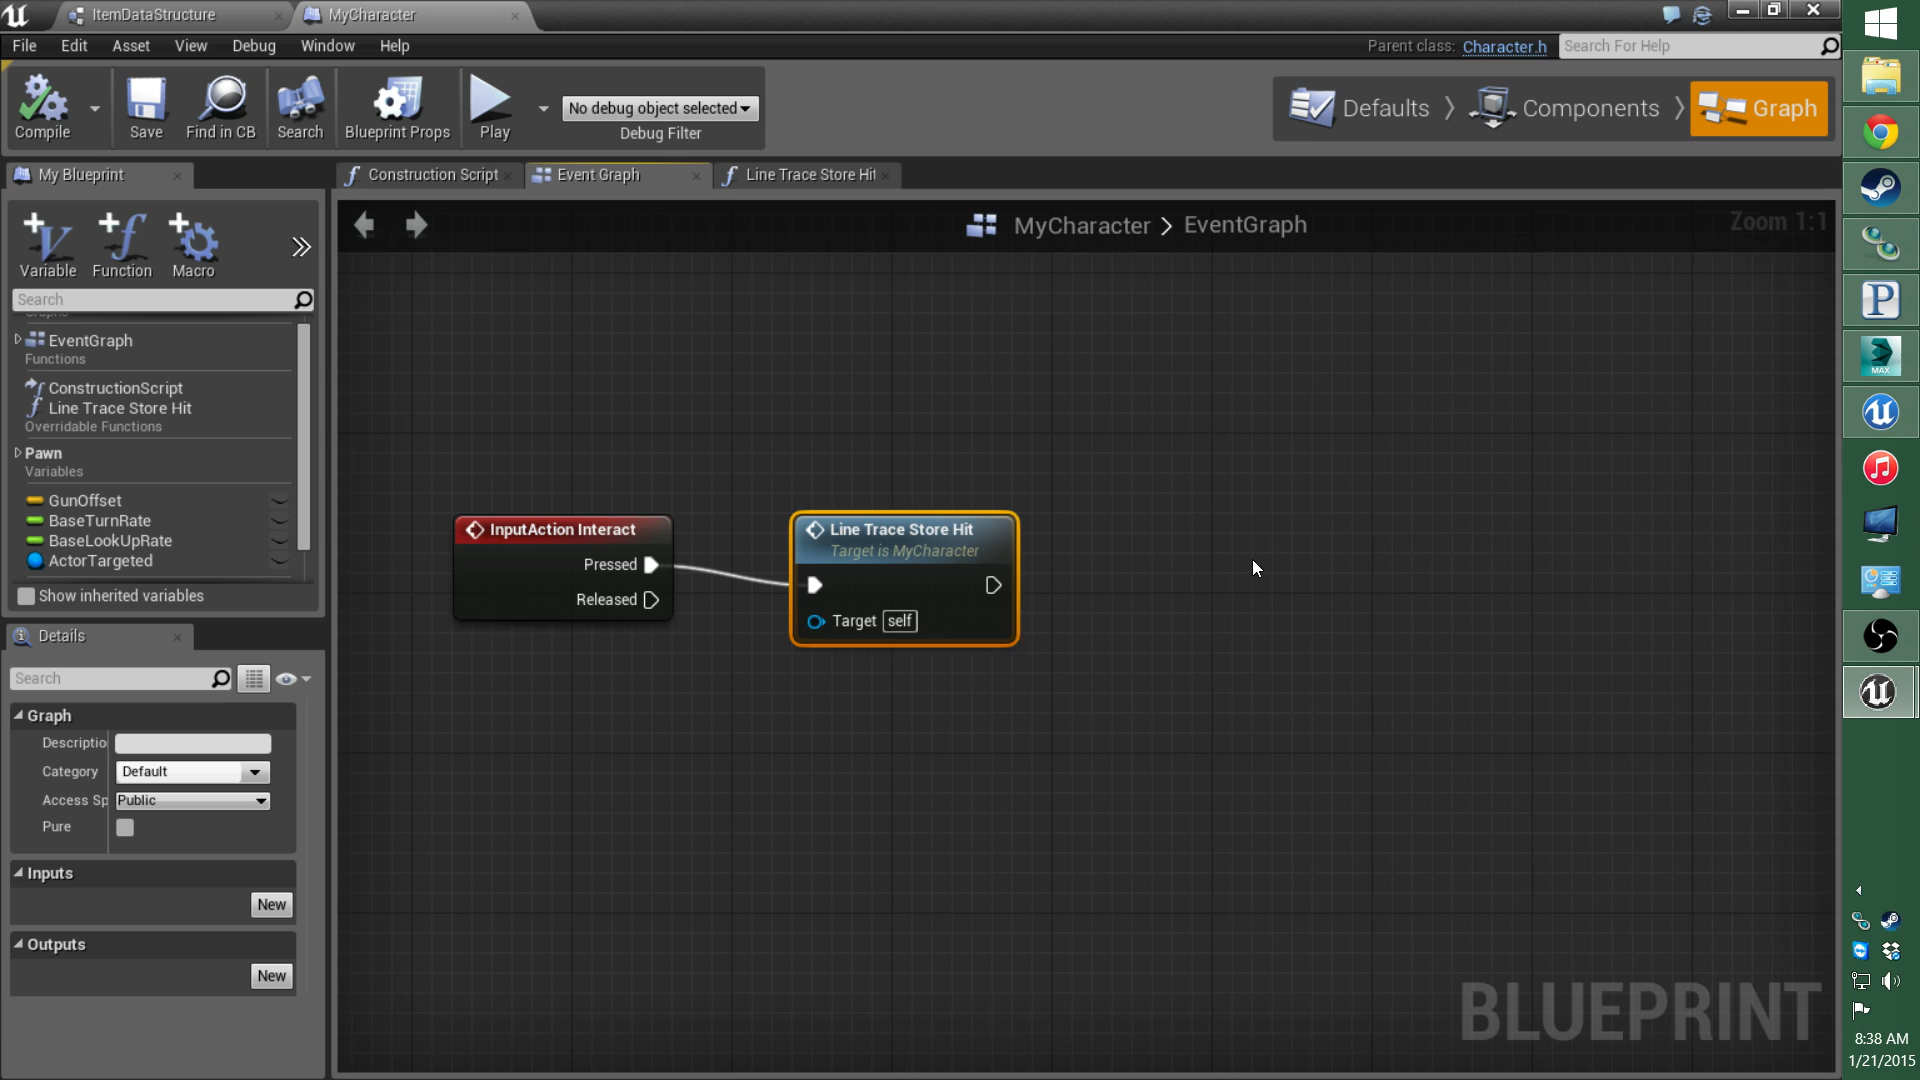 ItemDataStructure
MyCharacter
File Edit Asset View Debug Window Help
Parent class: Character.h
Search For Help
Compile
Save
Find in CB
Search
Blueprint Props
Play
No debug object selected
Debug Filter
Defaults
Components
Graph
My Blueprint
Construction Script
Event Graph
Line Trace Store Hit
Variable
Function
Macro
MyCharacter > EventGraph
Zoom 1:1
Search
Graphs
EventGraph
Functions
ConstructionScript
Line Trace Store Hit
Overridable Functions
Pawn
Variables
GunOffset
BaseTurnRate
BaseLookUpRate
ActorTargeted
Show inherited variables
InputAction Interact
Pressed
Released
Line Trace Store Hit
Target is MyCharacter
Target self
Details
Search
Graph
Descriptio
Category Default
Access Sp Public
Pure
Inputs
New
Outputs
New
BLUEPRINT
P
MAX
8:38 AM
1/21/2015